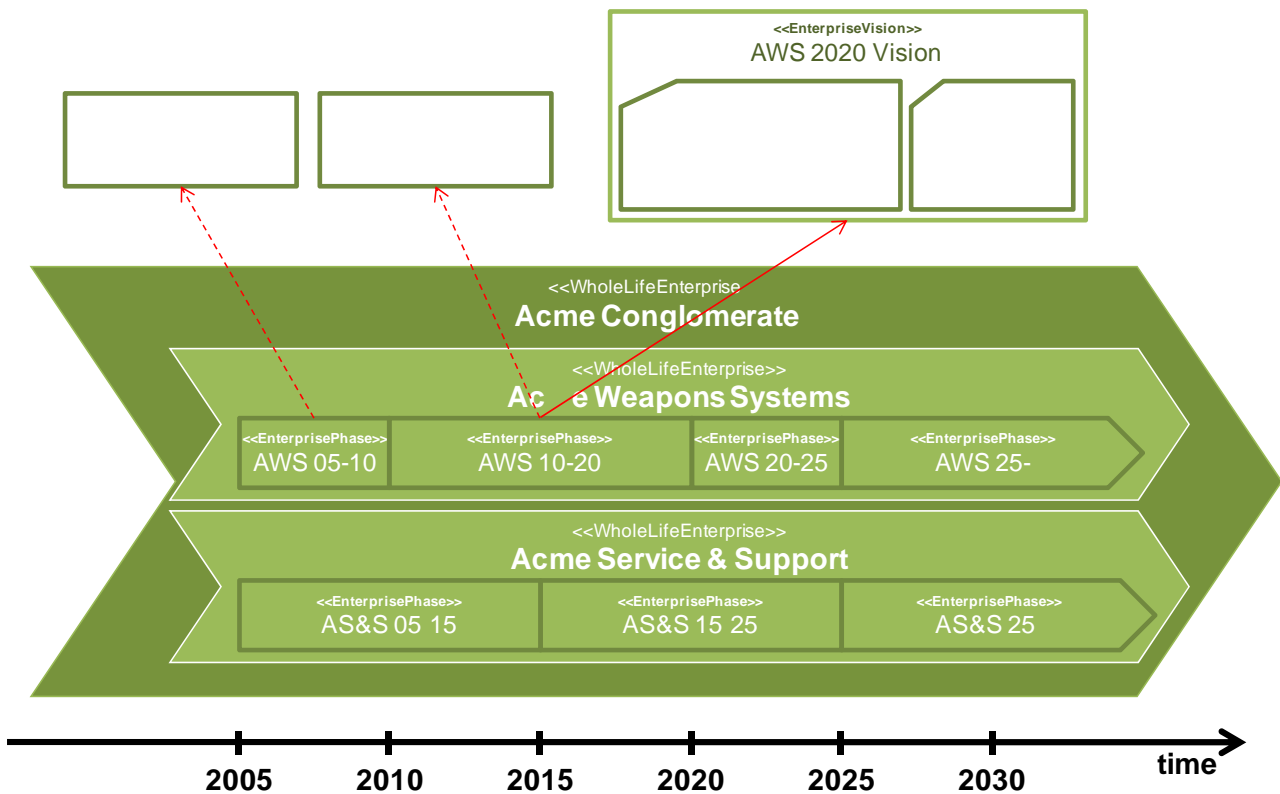 <<EnterpriseVision>>
AWS 2020 Vision
<<WholeLifeEnterprise
Acme Conglomerate
<<WholeLifeEnterprise>>
Ac e Weapons Systems
<<EnterprisePhase>> <<EnterprisePhase>> <<EnterprisePhase>> <<EnterprisePhase>>
AWS 05-10 AWS 10-20 AWS 20-25 AWS 25-
<<WholeLifeEnterprise>>
Acme Service & Support
<<EnterprisePhase>> <<EnterprisePhase>> <<EnterprisePhase>>
AS&S 05 15 AS&S 15 25 AS&S 25
time
2005 2010 2015 2020 2025 2030